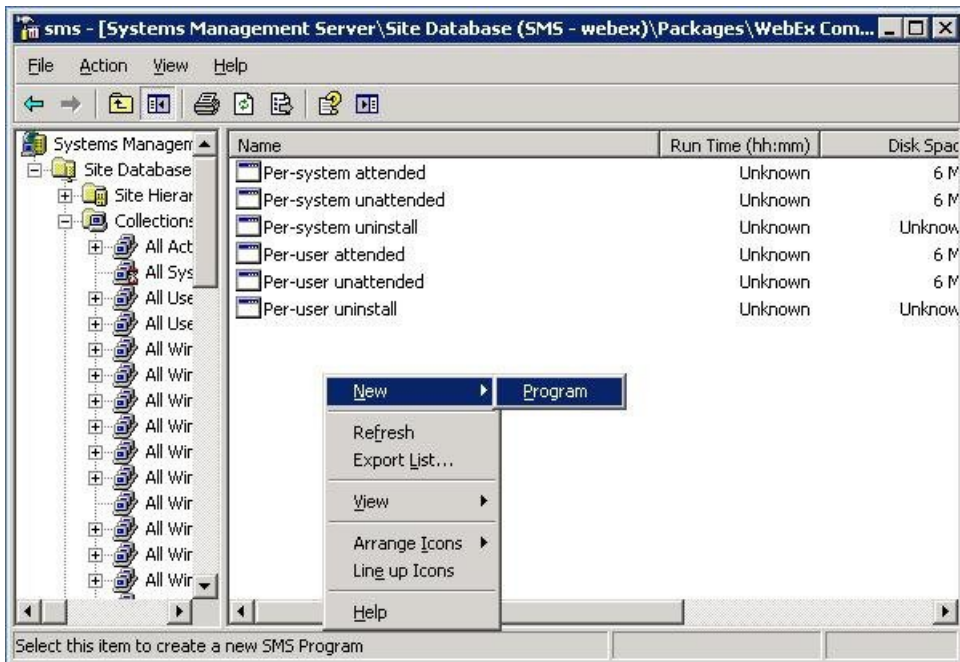 sms - [Systems Management Server\Site Database (SMS - webex)\Packages\WebEx Com...
File Action View Help
Systems Managem
Site Database
Site Hierar
Collections
All Act
All Sys
All Use
All Use
All Wir
All Wir
All Wir
All Wir
All Wir
All Wir
All Wir
All Wir
All Wir
All Wir
Name Run Time (hh:mm) Disk Spac
Per-system attended Unknown 6 M
Per-system unattended Unknown 6 M
Per-system uninstall Unknown Unknow
Per-user attended Unknown 6 M
Per-user unattended Unknown 6 M
Per-user uninstall Unknown Unknow
New
Program
Refresh
Export List...
View
Arrange Icons
Line up Icons
Help
Select this item to create a new SMS Program